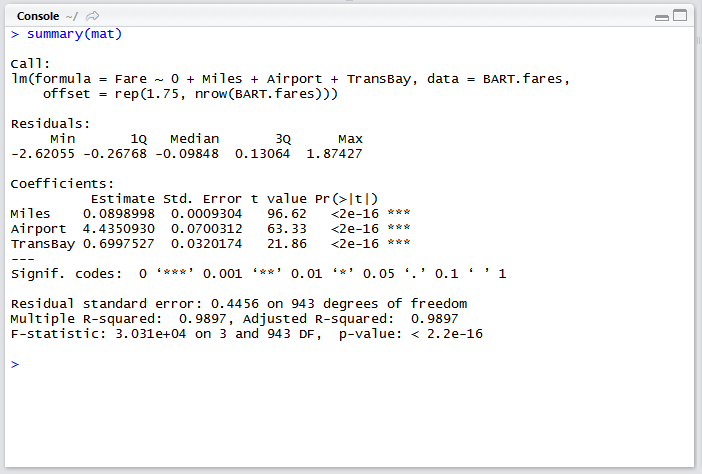 Console ~/
> summary(mat)
Call:
lm(formula = Fare ~ 0 + Miles + Airport + TransBay, data = BART.fares,
    offset = rep(1.75, nrow(BART.fares)))
Residuals:
     Min       1Q   Median       3Q      Max
-2.62055 -0.26768 -0.09848  0.13064  1.87427
Coefficients:
          Estimate Std. Error t value Pr(>|t|)
Miles    0.0898998  0.0009304   96.62   <2e-16 ***
Airport  4.4350930  0.0700312   63.33   <2e-16 ***
TransBay 0.6997527  0.0320174   21.86   <2e-16 ***
---
Signif. codes:  0 ‘***’ 0.001 ‘**’ 0.01 ‘*’ 0.05 ‘.’ 0.1 ‘ ’ 1
Residual standard error: 0.4456 on 943 degrees of freedom
Multiple R-squared:  0.9897, Adjusted R-squared:  0.9897
F-statistic: 3.031e+04 on 3 and 943 DF,  p-value: < 2.2e-16
>